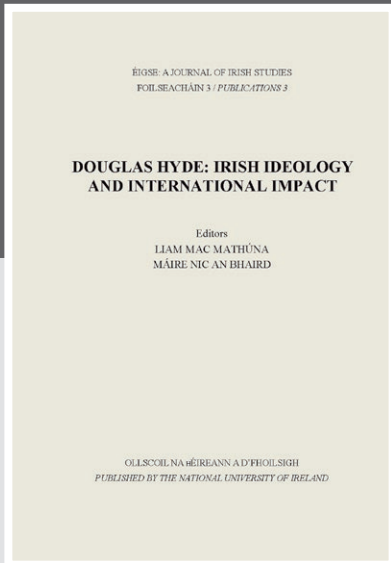 ÉIGSE: A JOURNAL OF IRISH STUDIES
FOILSEACHÁIN 3 / PUBLICATIONS 3
DOUGLAS HYDE: IRISH IDEOLOGY
AND INTERNATIONAL IMPACT
Editors
LIAM MAC MATHÚNA
MÁIRE NIC AN BHAIRD
OLLSCOIL NA hÉIREANN A D'FHOILSIGH
PUBLISHED BY THE NATIONAL UNIVERSITY OF IRELAND